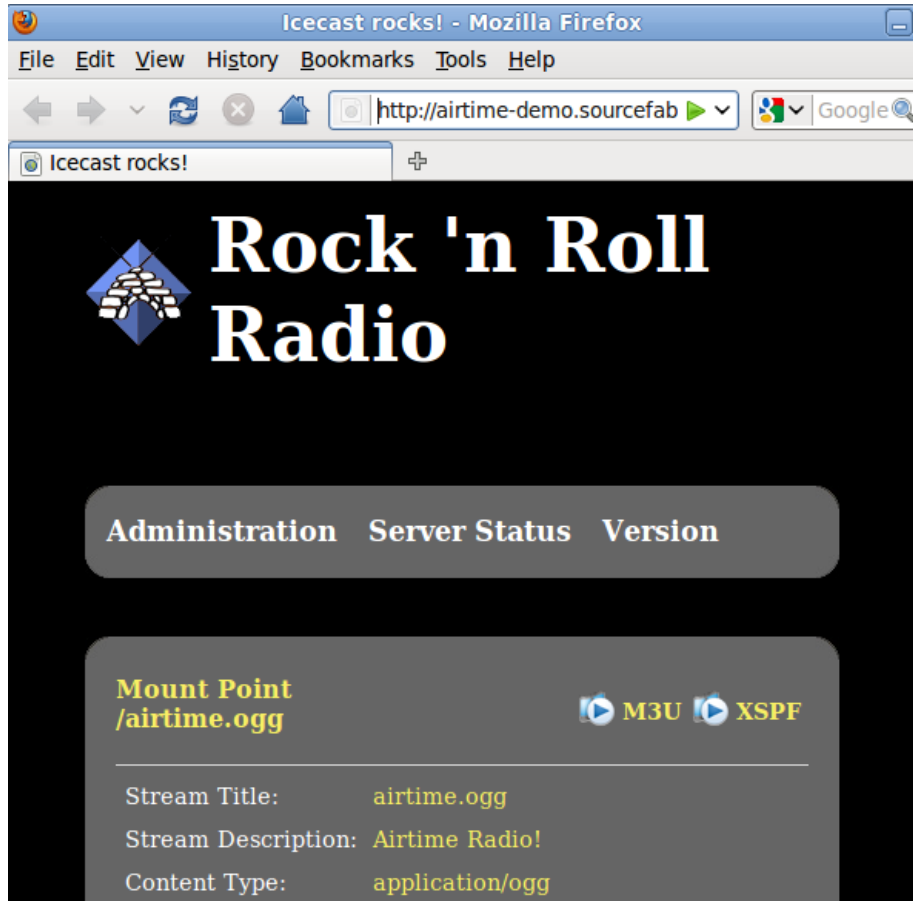 Icecast rocks! - Mozilla Firefox
File Edit View History Bookmarks Tools Help
http://airtime-demo.sourcefab Google
Icecast rocks!
Rock 'n Roll
Radio
Administration Server Status Version
Mount Point
/airtime.ogg
M3U XSPF
Stream Title: airtime.ogg
Stream Description: Airtime Radio!
Content Type: application/ogg